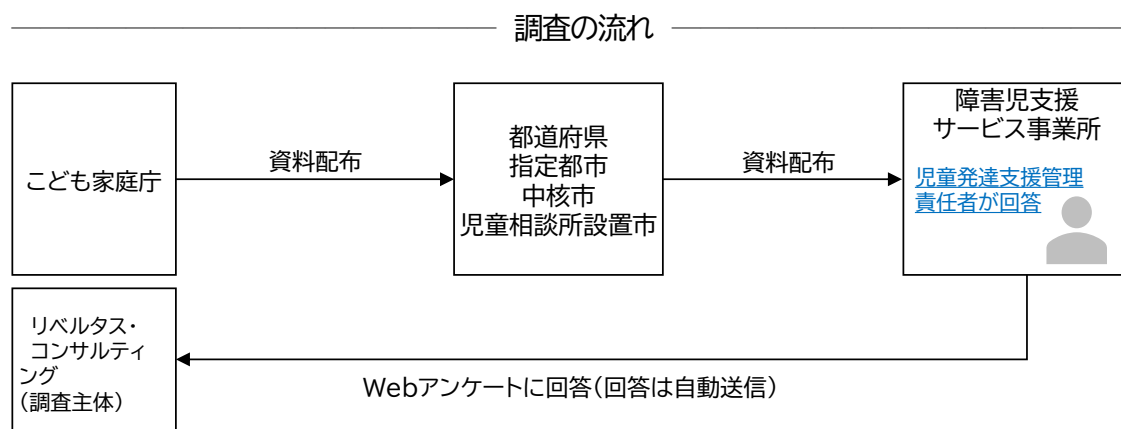 調査の流れ
こども家庭庁
資料配布
都道府県
指定都市
中核市
児童相談所設置市
資料配布
障害児支援
サービス事業所
児童発達支援管理
責任者が回答
リベルタス・
コンサルティ
ング
(調査主体)
Webアンケートに回答(回答は自動送信)